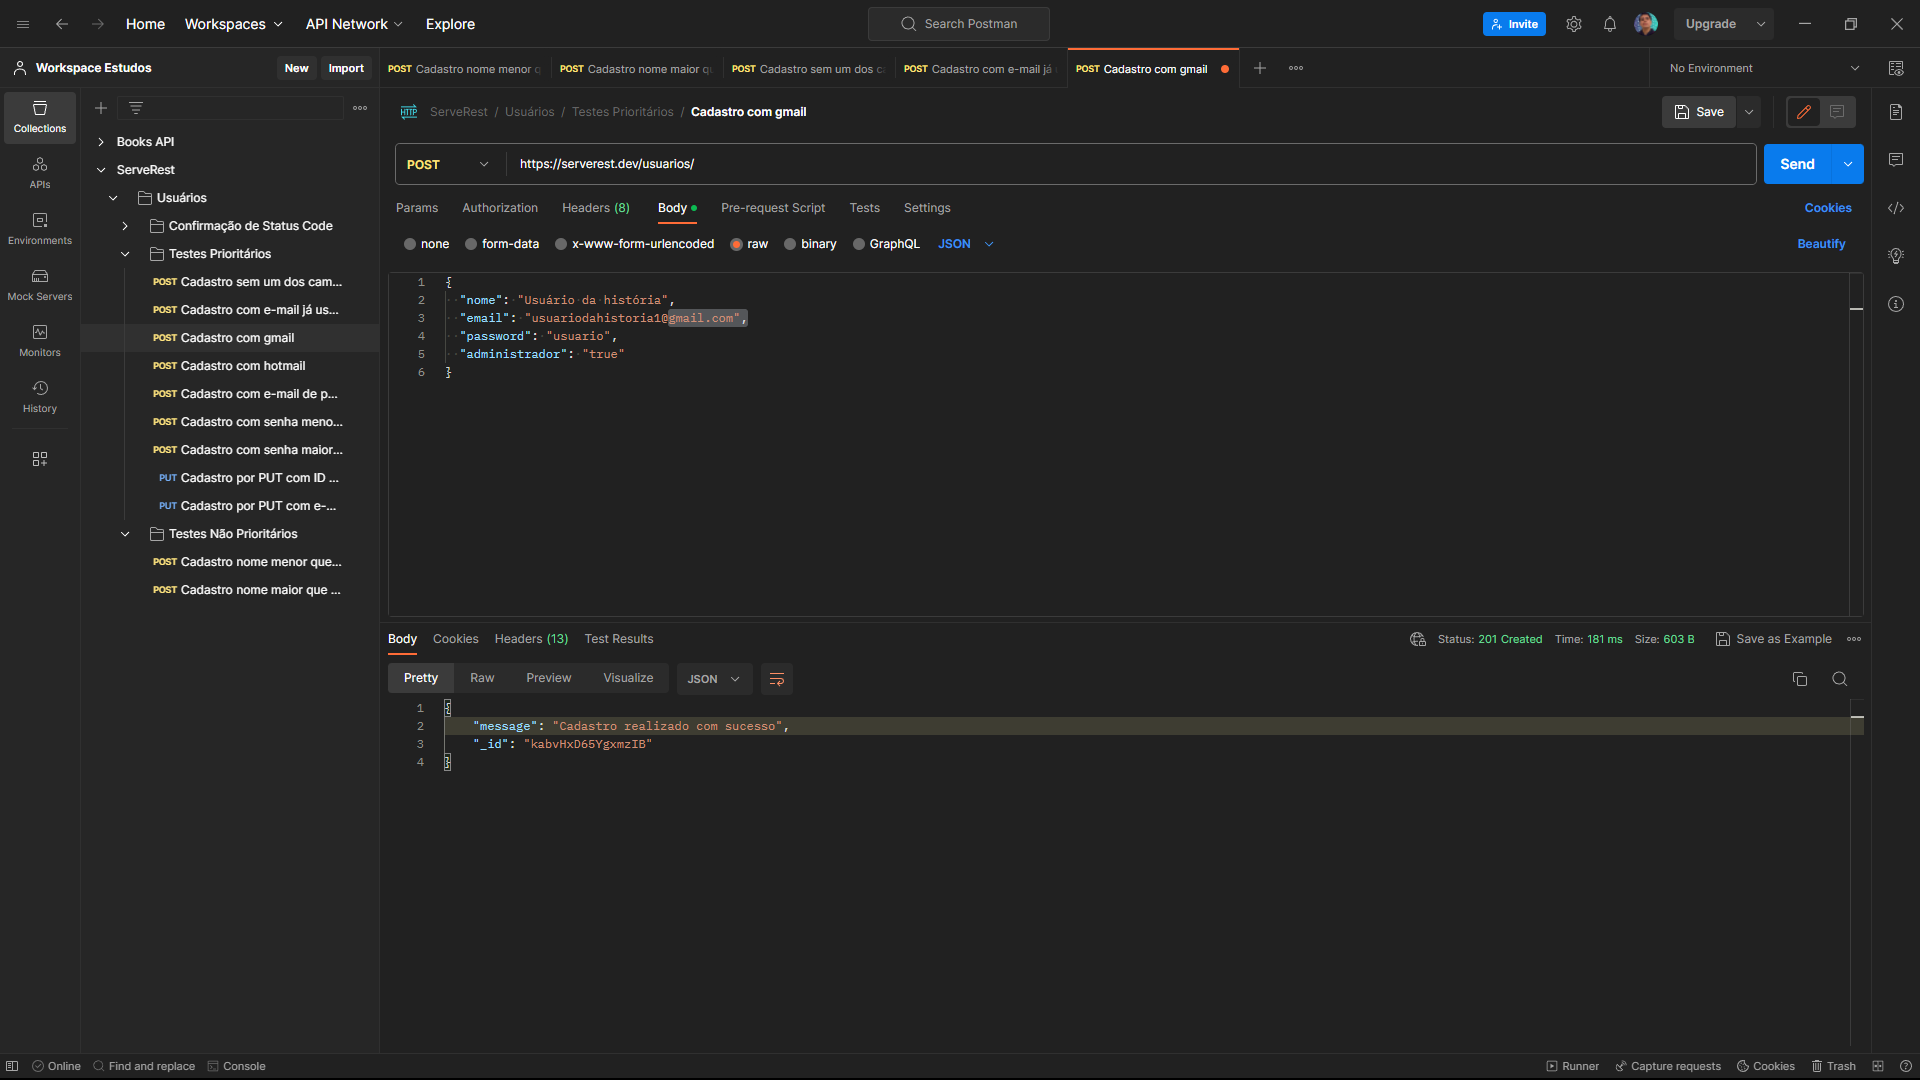 Home Workspaces API Network Explore Search Postman Invite Upgrade
Workspace Estudos New Import
POST Cadastro nome menor q POST Cadastro nome maior qu POST Cadastro sem um dos c POST Cadastro com e-mail já POST Cadastro com gmail No Environment
Collections
APIs
Environments
Mock Servers
Monitors
History
Books API
ServeRest
Usuários
Confirmação de Status Code
Testes Prioritários
POST Cadastro sem um dos cam...
POST Cadastro com e-mail já us...
POST Cadastro com gmail
POST Cadastro com hotmail
POST Cadastro com e-mail de p...
POST Cadastro com senha meno...
POST Cadastro com senha maior...
PUT Cadastro por PUT com ID ...
PUT Cadastro por PUT com e-...
Testes Não Prioritários
POST Cadastro nome menor que...
POST Cadastro nome maior que ...
HTTP ServeRest / Usuários / Testes Prioritários / Cadastro com gmail Save
POST https://serverest.dev/usuarios/ Send
Params Authorization Headers (8) Body Pre-request Script Tests Settings Cookies
none form-data x-www-form-urlencoded raw binary GraphQL JSON Beautify
1 {
2 "nome": "Usuário da história",
3 "email": "usuariodahistoria1@gmail.com",
4 "password": "usuario",
5 "administrador": "true"
6 }
Body Cookies Headers (13) Test Results Status: 201 Created Time: 181 ms Size: 603 B Save as Example
Pretty Raw Preview Visualize JSON
1 {
2 "message": "Cadastro realizado com sucesso",
3 "_id": "kabvHxD65YgxmzIB"
4 }
Online Find and replace Console Runner Capture requests Cookies Trash